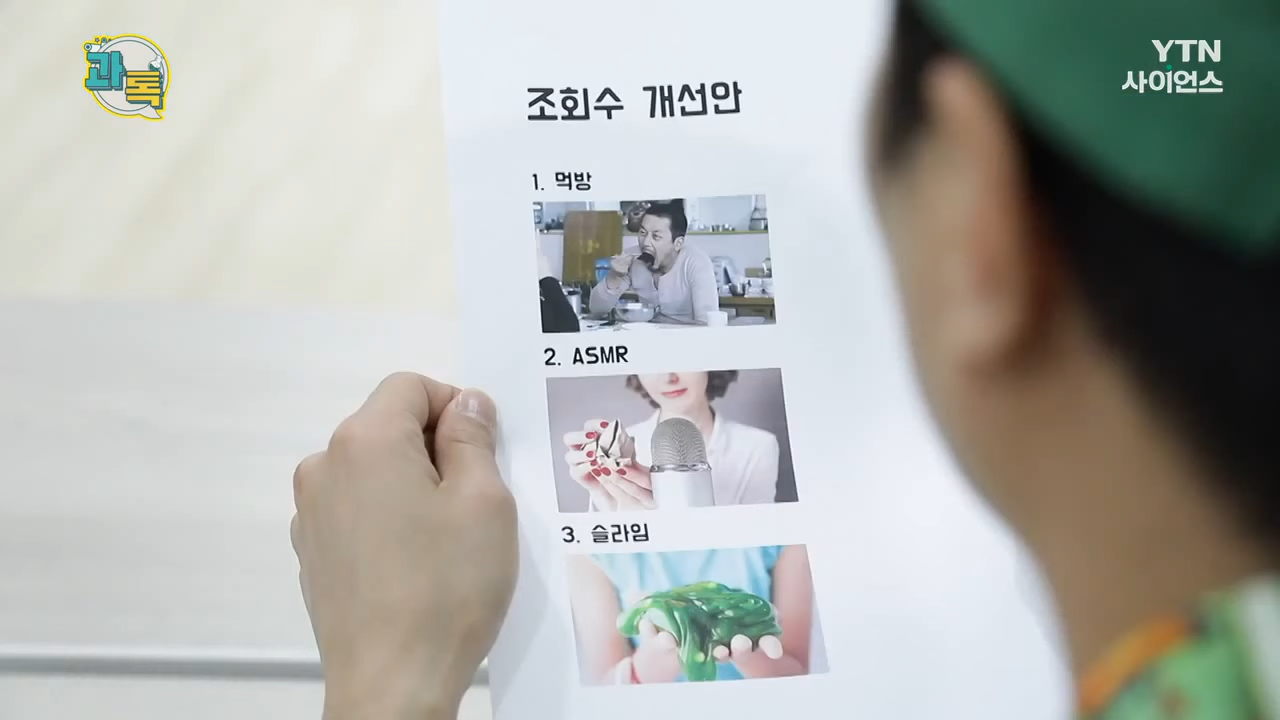 과톡
YTN
사이언스
조회수 개선안
1. 먹방
2. ASMR
3. 슬라임